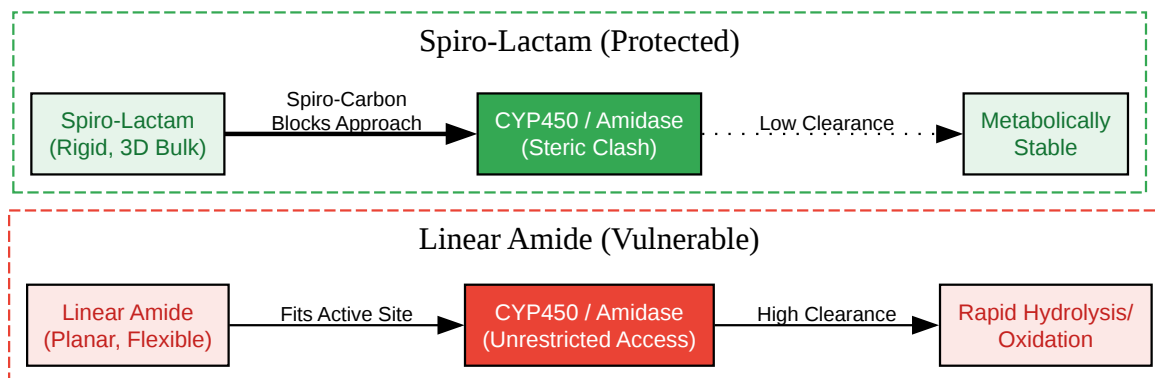 Spiro-Lactam (Protected)
Spiro-Lactam
(Rigid, 3D Bulk)
Spiro-Carbon
Blocks Approach
CYP450 / Amidase
(Steric Clash)
Low Clearance
Metabolically
Stable
Linear Amide (Vulnerable)
Linear Amide
(Planar, Flexible)
Fits Active Site
CYP450 / Amidase
(Unrestricted Access)
High Clearance
Rapid Hydrolysis/
Oxidation